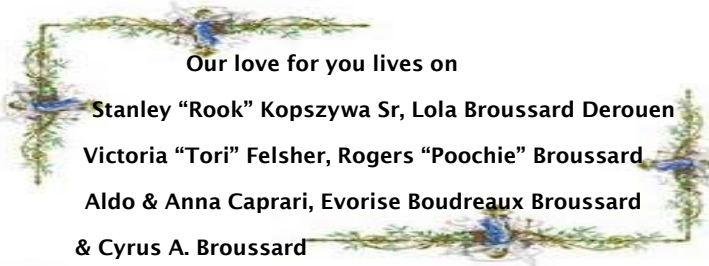 Our love for you lives on
Stanley “Rook” Kopszywa Sr, Lola Broussard Derouen
Victoria “Tori” Felsher, Rogers “Poochie” Broussard
Aldo & Anna Caprari, Evorise Boudreaux Broussard
& Cyrus A. Broussard